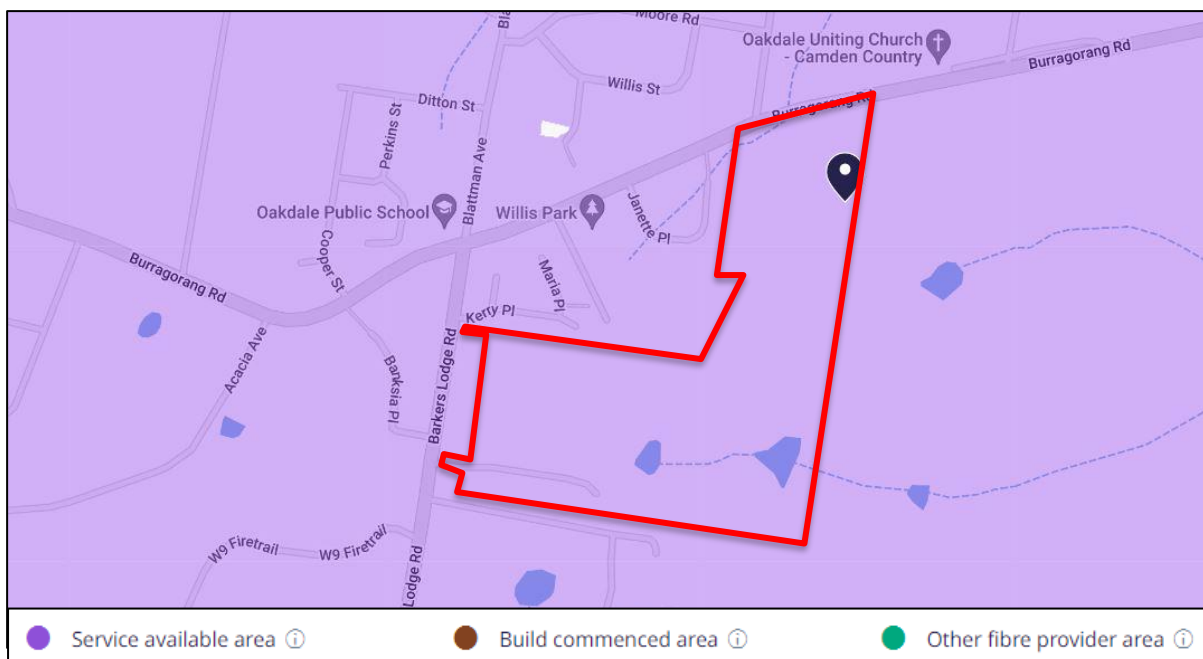 Moore Rd
Bla
Oakdale Uniting Church
- Camden Country
Burragorang Rd
Willis St
Ditton St
Burragorang Rd
Perkins St
Blattman Ave
Oakdale Public School
Willis Park
Janette Pl
Cooper St
Burragorang Rd
Maria Pl
Kerry Pl
Acacia Ave
Banksia Pl
Barkers Lodge Rd
W9 Firetrail
W9 Firetrail
Lodge Rd
Service available area
Build commenced area
Other fibre provider area